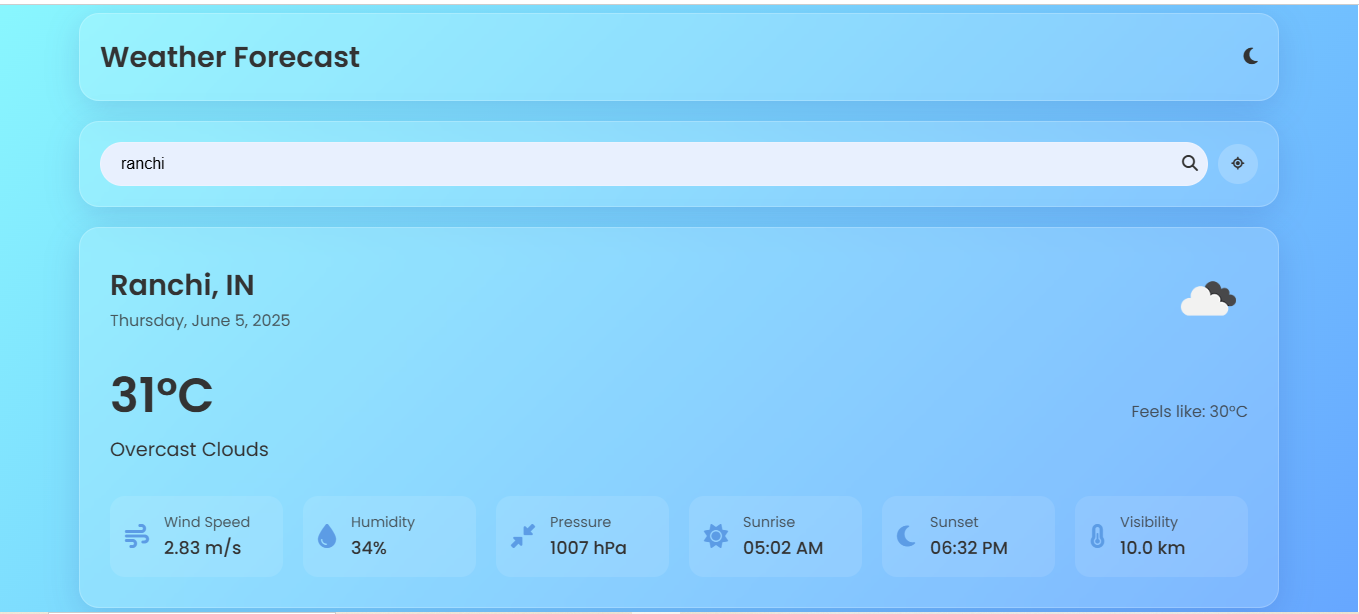 Weather Forecast
ranchi
Ranchi, IN
Thursday, June 5, 2025
31°C
Feels like: 30°C
Overcast Clouds
Wind Speed
2.83 m/s
Humidity
34%
Pressure
1007 hPa
Sunrise
05:02 AM
Sunset
06:32 PM
Visibility
10.0 km